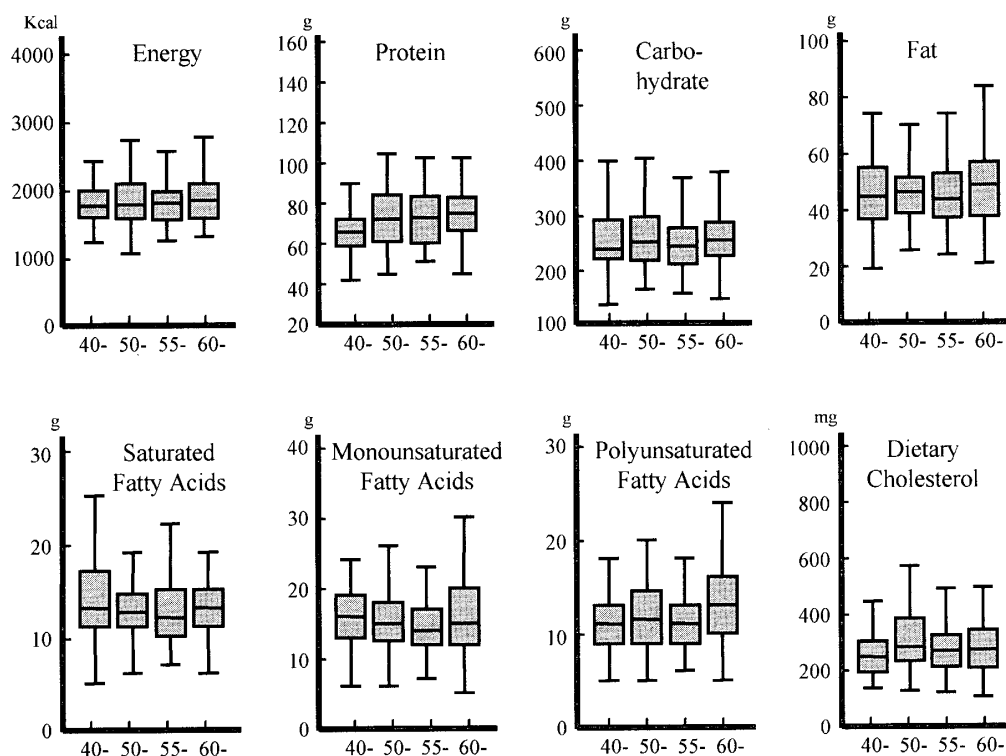 Kcal
Energy
4000
3000
2000
1000
0
40- 50- 55- 60-
g
Protein
160
140
120
100
80
60
40
20
40- 50- 55- 60-
g
Carbo-
hydrate
600
500
400
300
200
100
40- 50- 55- 60-
g
Fat
100
80
60
40
20
0
40- 50- 55- 60-
g
Saturated
Fatty Acids
30
20
10
0
40- 50- 55- 60-
g
Monounsaturated
Fatty Acids
40
30
20
10
0
40- 50- 55- 60-
g
Polyunsaturated
Fatty Acids
30
20
10
0
40- 50- 55- 60-
mg
Dietary
Cholesterol
1000
800
600
400
200
0
40- 50- 55- 60-